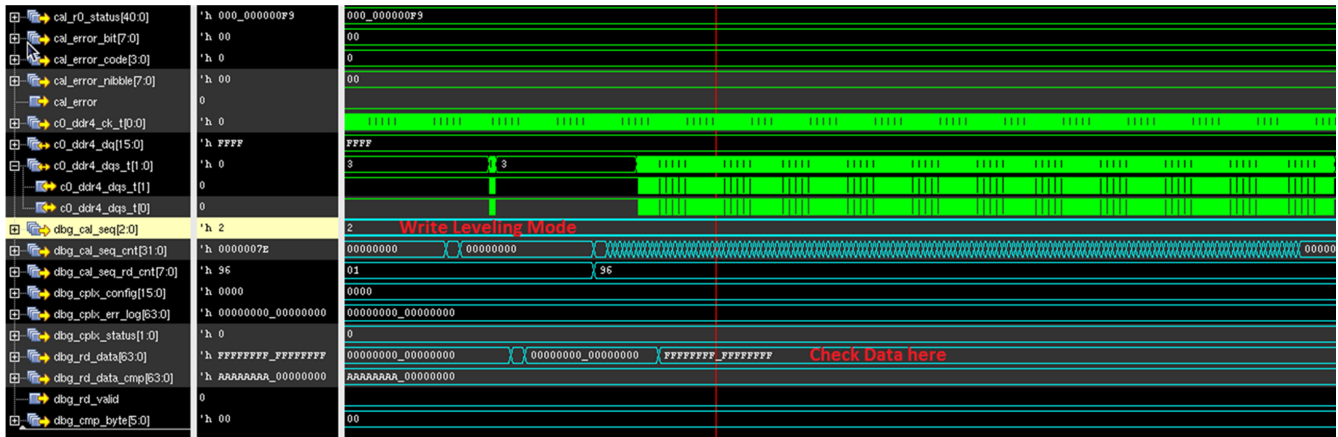 cal_r0_status[40:0] 'h 000_000000F9 000_000000F9
cal_error_bit[7:0] 'h 00 00
cal_error_code[3:0] 'h 0 0
cal_error_nibble[7:0] 'h 00 00
cal_error 0
c0_ddr4_ck_t[0:0] 'h 0
c0_ddr4_dq[15:0] 'h FFFF FFFF
c0_ddr4_dqs_t[1:0] 'h 0 3 3
c0_ddr4_dqs_t[1] 0
c0_ddr4_dqs_t[0] 0
dbg_cal_seq[2:0] 'h 2 2 Write Leveling Mode
dbg_cal_seq_cnt[31:0] 'h 0000007E 00000000 00000000 00000
dbg_cal_seq_rd_cnt[7:0] 'h 96 01 96
dbg_cplx_config[15:0] 'h 0000 0000
dbg_cplx_err_log[63:0] 'h 00000000_00000000 00000000_00000000
dbg_cplx_status[1:0] 'h 0 0
dbg_rd_data[63:0] 'h FFFFFFFF_FFFFFFFF 00000000_00000000 00000000_00000000 FFFFFFFF_FFFFFFFF Check Data here
dbg_rd_data_cmp[63:0] 'h AAAAAAAA_00000000 AAAAAAAA_00000000
dbg_rd_valid 0
dbg_cmp_byte[5:0] 'h 00 00